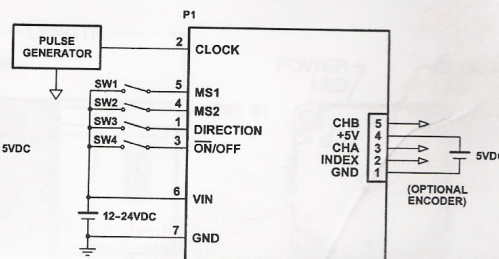 P1
PULSE
GENERATOR
2 CLOCK
SW1 5 MS1
SW2 4 MS2
SW3 1 DIRECTION
SW4 3 ON/OFF
5VDC
6 VIN
12–24VDC
7 GND
CHB 5
+5V 4
CHA 3
INDEX 2
GND 1
5VD
(OPTIONAL
ENCODER)